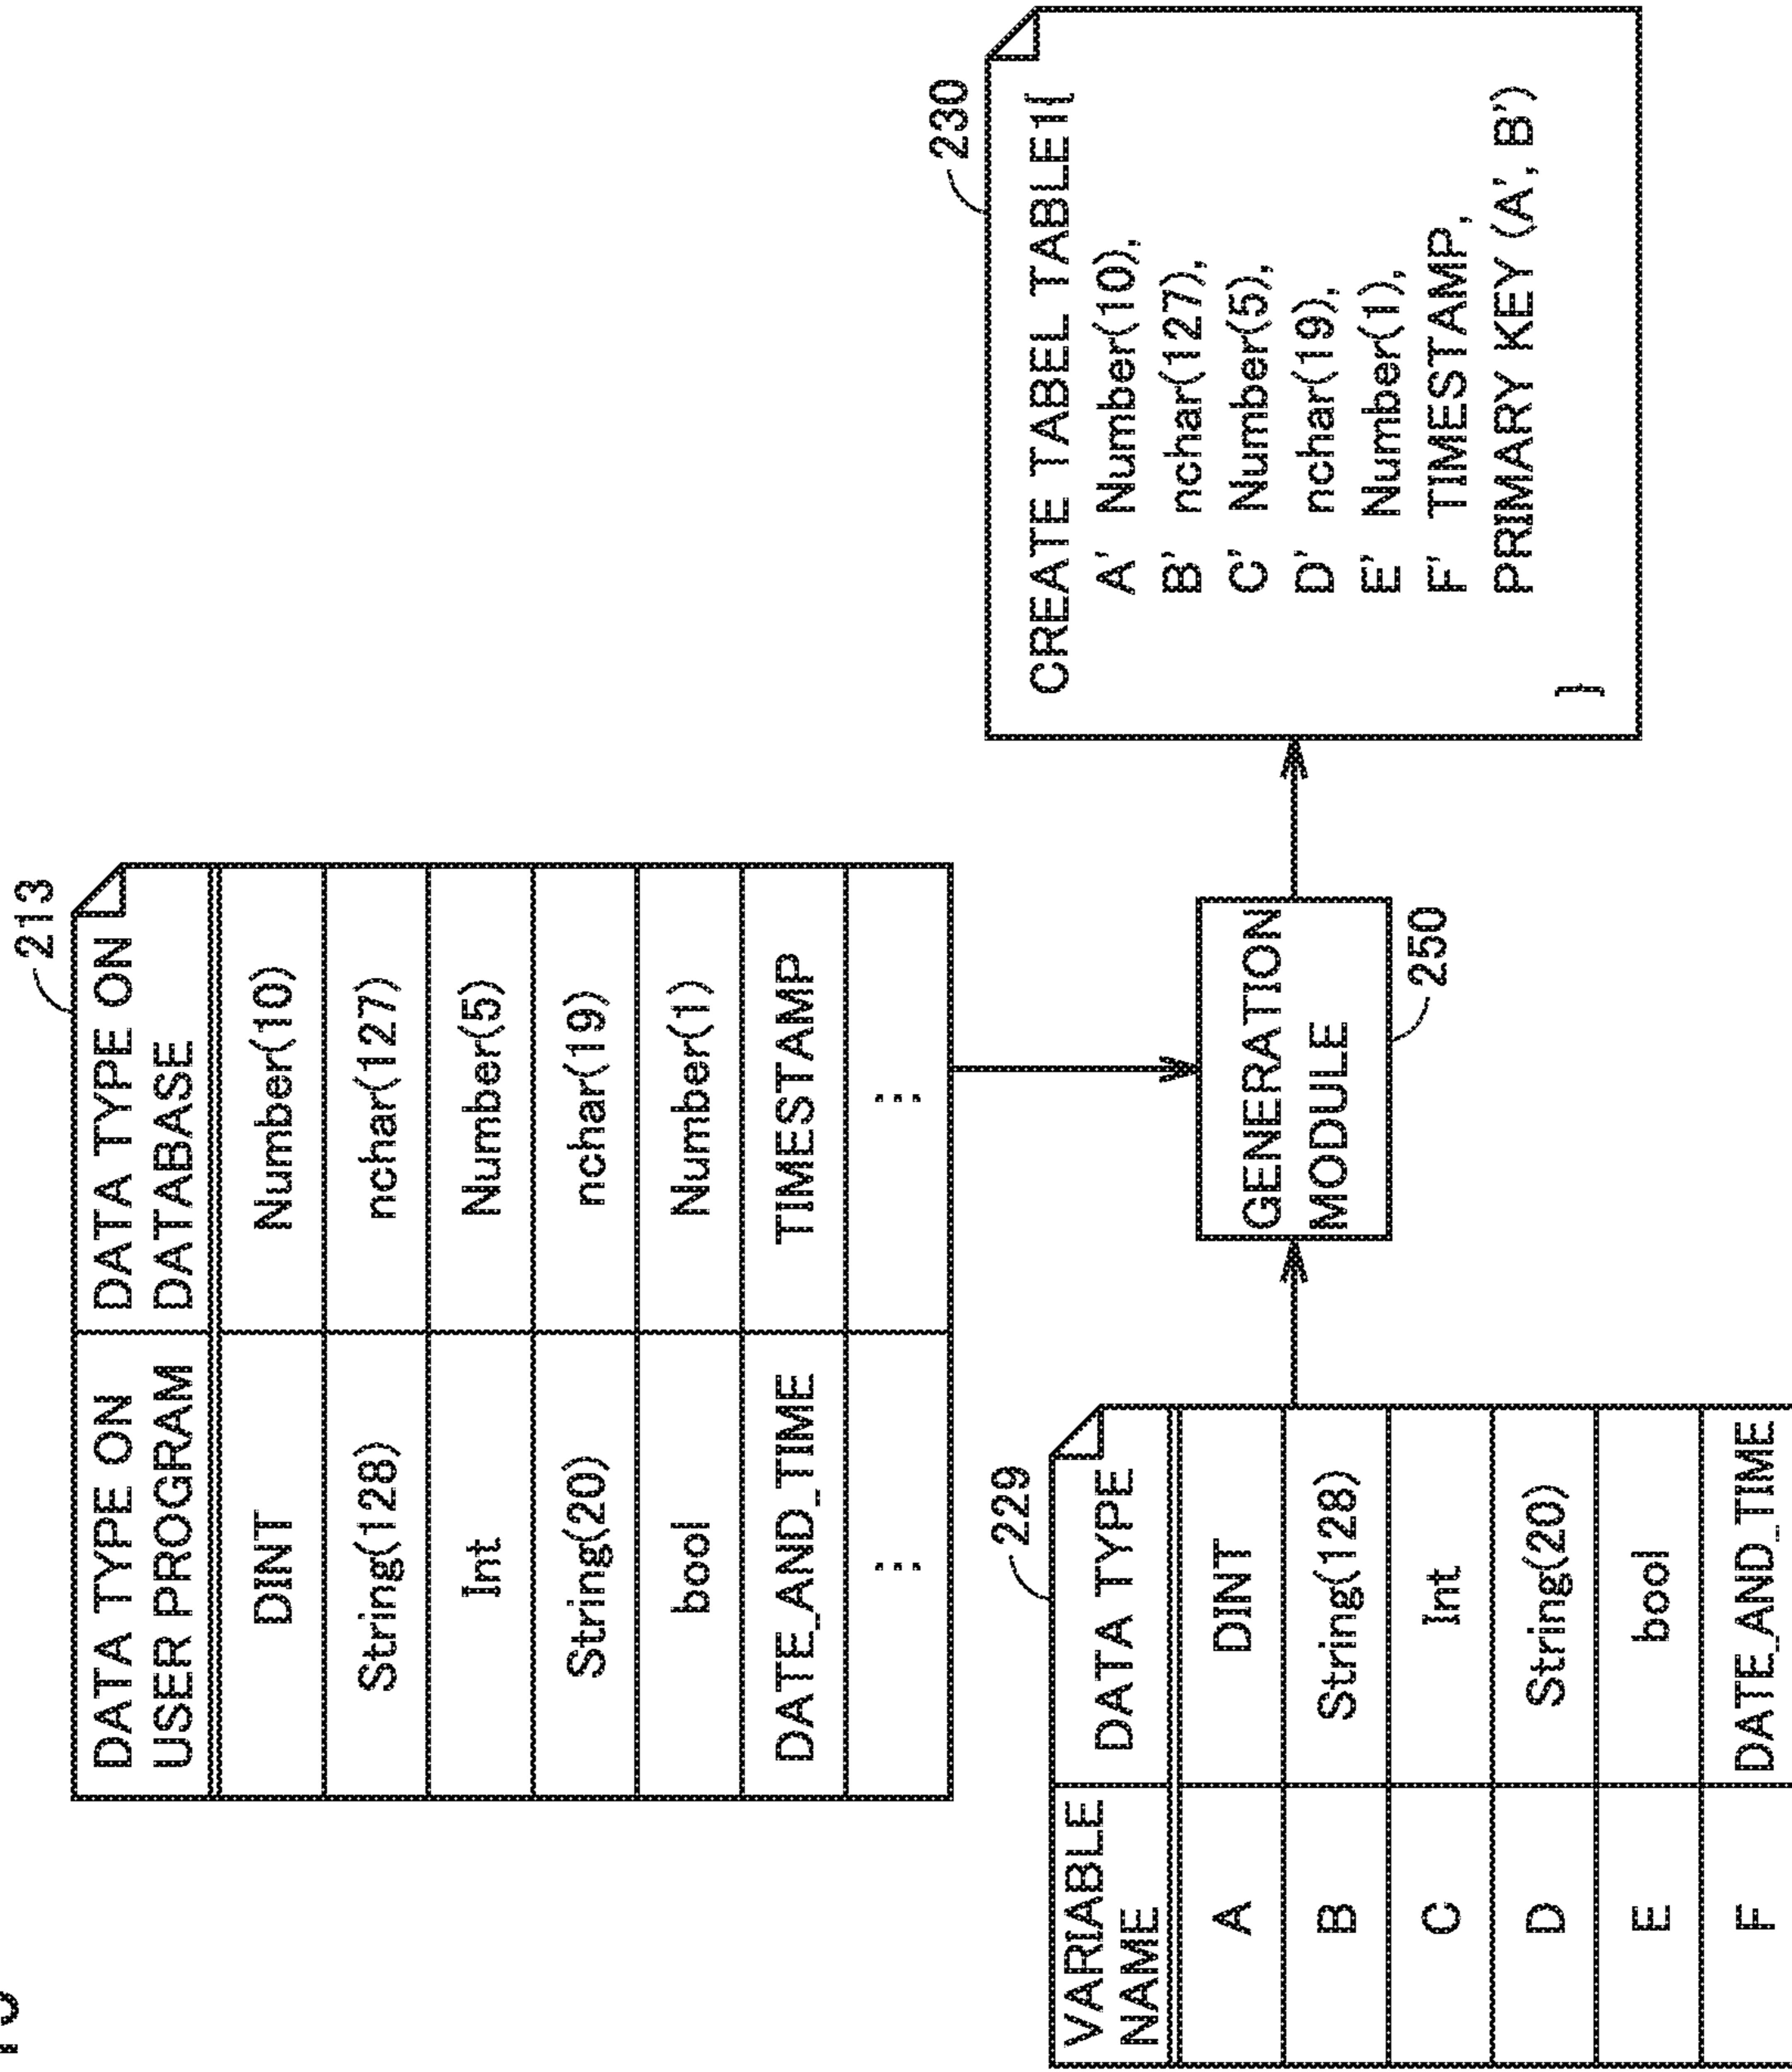 213
DATA TYPE ON USER PROGRAM DATA TYPE ON DATABASE
DINT Number(10)
String(128) nchar(127)
Int Number(5)
String(20) nchar(19)
bool Number(1)
DATE_AND_TIME TIMESTAMP
... ...
229
VARIABLE NAME DATA TYPE
A DINT
B String(128)
C Int
D String(20)
E bool
F DATE_AND_TIME
GENERATION
MODULE
250
230
CREATE TABEL TABLE1{
A' Number(10),
B' nchar(127),
C' Number(5),
D' nchar(19),
E' Number(1),
F' TIMESTAMP,
PRIMARY KEY (A', B')
}